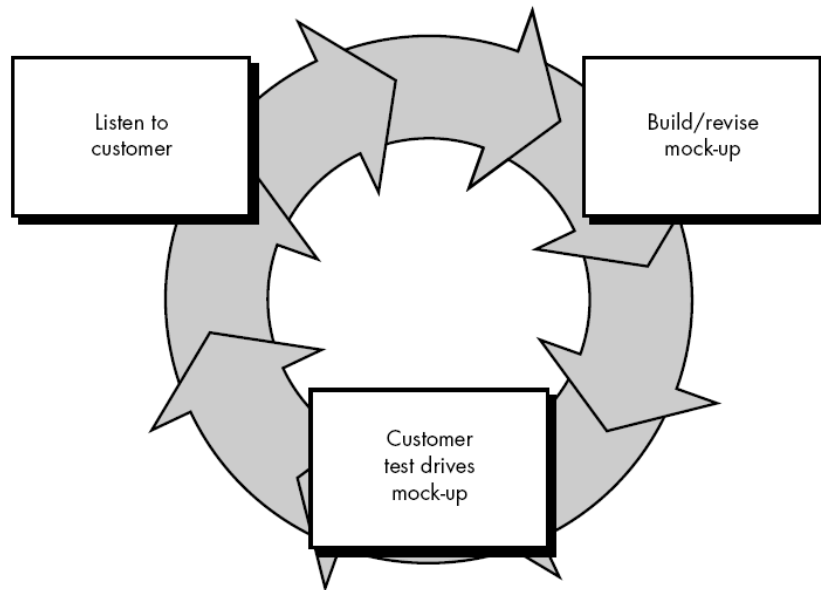 Listen to
customer
Build/revise
mock-up
Customer
test drives
mock-up